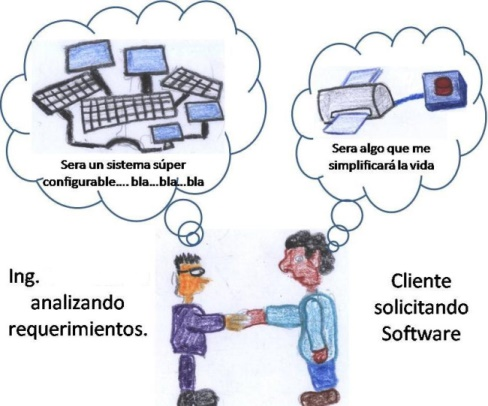 Sera un sistema súper
configurable.... bla...bla...bla
Sera algo que me
simplificará la vida
Ing.
analizando
requerimientos.
Cliente
solicitando
Software